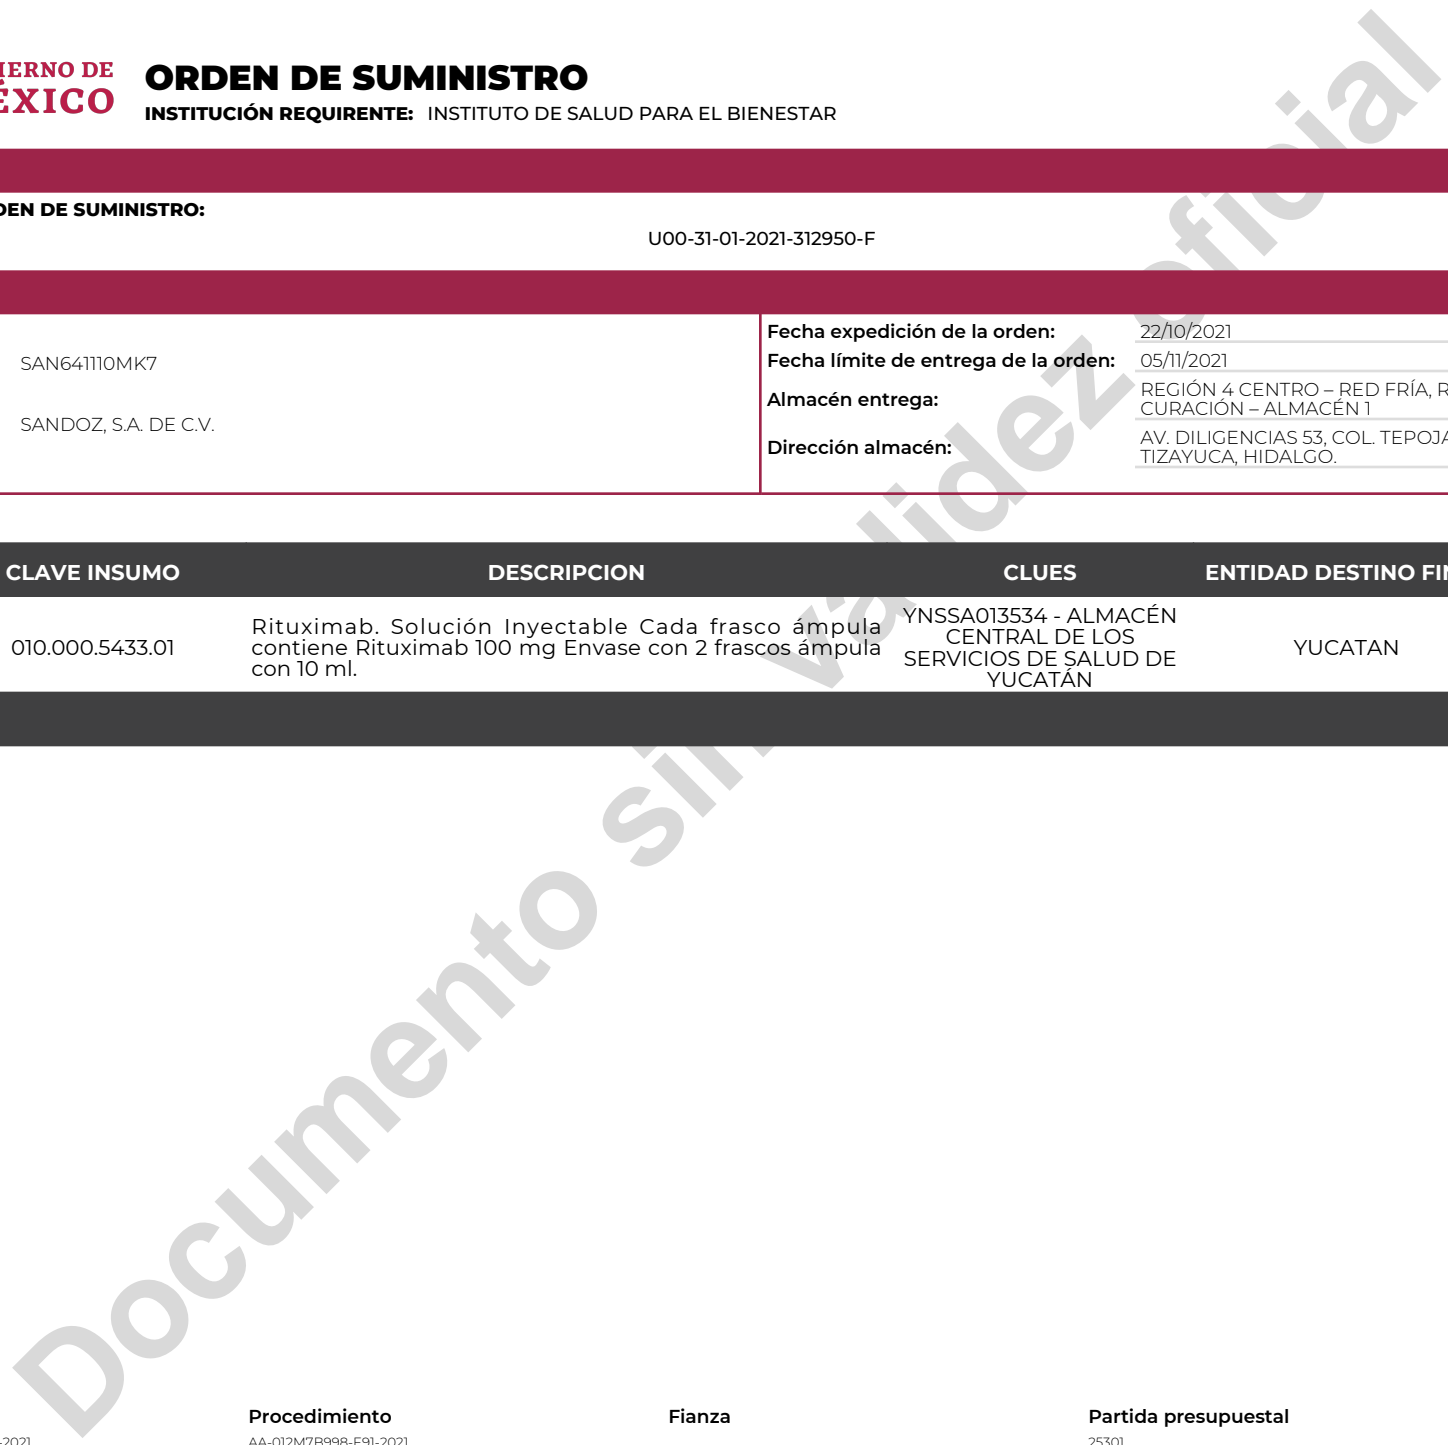 ORDEN DE SUMINISTRO
INSTITUCIÓN REQUIRENTE: INSTITUTO DE SALUD PARA EL BIENESTAR
DE
DE SUMINISTRO:
U00-31-01-2021-312950-F
SAN641110MK7
SANDOZ, S.A. DE C.V.
Fecha expedición de la orden: 22/10/2021
Fecha límite de entrega de la orden: 05/11/2021
Almacén entrega: REGIÓN 4 CENTRO – RED FRÍA,
CURACIÓN – ALMACÉN 1
Dirección almacén: AV. DILIGENCIAS 53, COL.
TIZAYUCA, HIDALGO.
CLAVE INSUMO DESCRIPCION CLUES ENTIDAD DESTINO
010.000.5433.01
Rituximab. Solución Inyectable Cada frasco ámpula
contiene Rituximab 100 mg Envase con 2 frascos ámpula
con 10 ml.
YNSSA013534 - ALMACÉN
CENTRAL DE LOS
SERVICIOS DE SALUD DE
YUCATÁN
YUCATAN
Documento sin validez oficial
Procedimiento Fianza Partida presupuestal
AA-012M7B998-E91-2021
25301